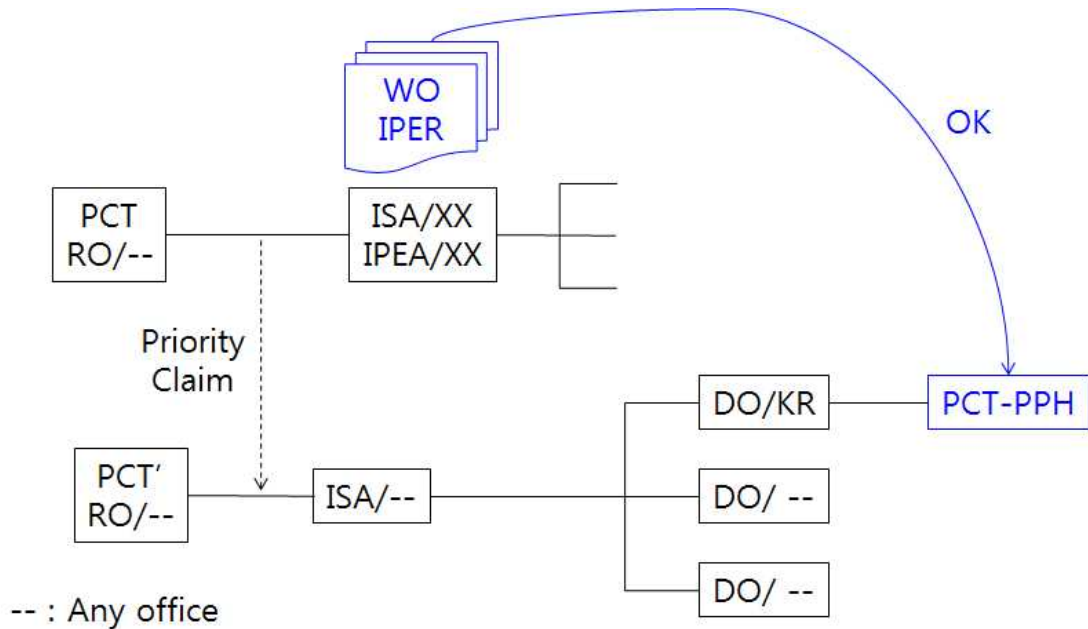 WO
IPER
OK
PCT
RO/--
ISA/XX
IPEA/XX
Priority
Claim
DO/KR
PCT-PPH
PCT′
RO/--
ISA/--
DO/ --
DO/ --
-- : Any office